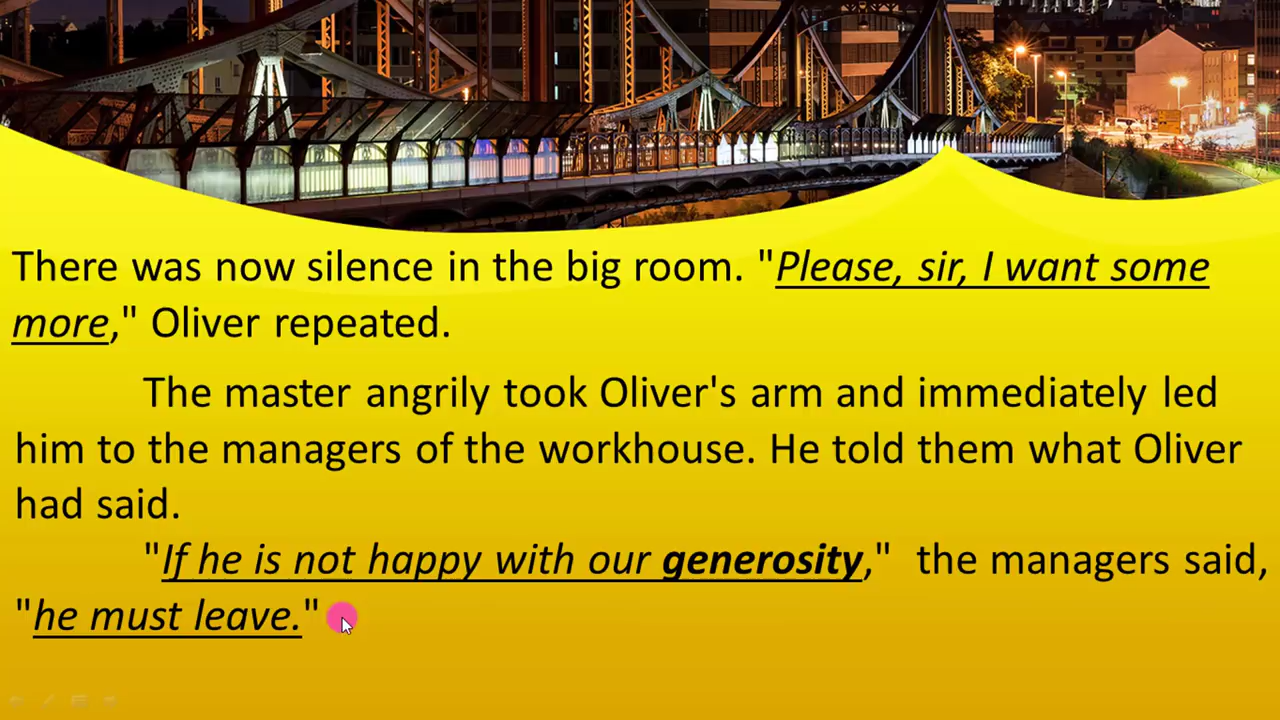 There was now silence in the big room. "Please, sir, I want some
more," Oliver repeated.
The master angrily took Oliver's arm and immediately led
him to the managers of the workhouse. He told them what Oliver
had said.
"If he is not happy with our generosity," the managers said,
"he must leave."